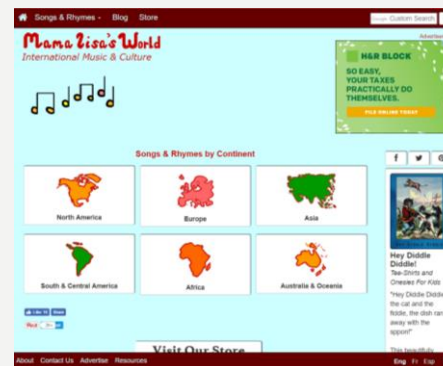 Songs & Rhymes - Blog Store
Custom Search
Mama Lisa's World
International Music & Culture
H&R BLOCK
SO EASY,
YOUR TAXES
PRACTICALLY DO
THEMSELVES.
FILE ONLINE TODAY
Songs & Rhymes by Continent
North America
Europe
Asia
South & Central America
Africa
Australia & Oceania
Visit Our Store
Hey Diddle
Diddle!
Tee-Shirts and
Onesies For Kids
"Hey Diddle Diddle
the cat and the
fiddle, the dish ran
away with the
spoon!"
This beautifully
About Contact Us Advertise Resources
Eng Fr Esp